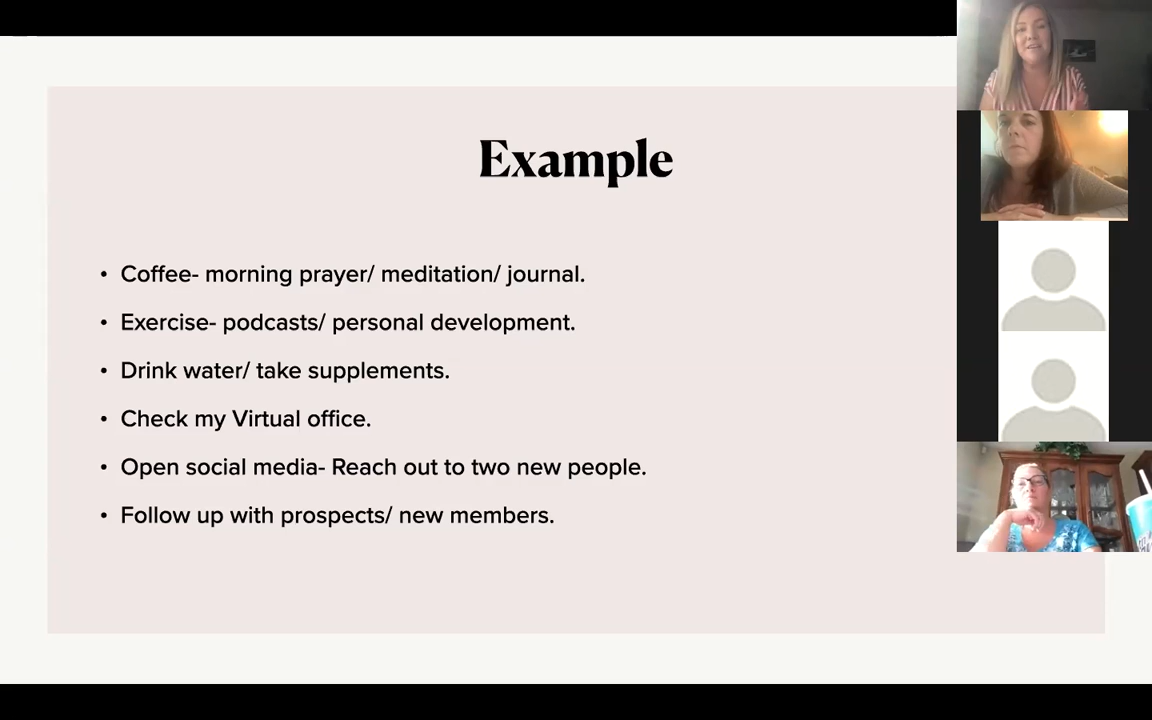 Example
• Coffee- morning prayer/ meditation/ journal.
• Exercise- podcasts/ personal development.
• Drink water/ take supplements.
• Check my Virtual office.
• Open social media- Reach out to two new people.
• Follow up with prospects/ new members.